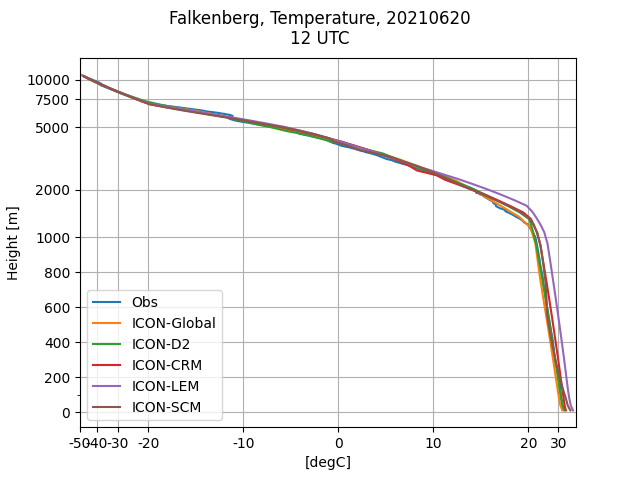 Falkenberg, Temperature, 20210620
12 UTC
10000
7500
5000
2000
1000
800
600
400
200
0
Height [m]
Obs
ICON-Global
ICON-D2
ICON-CRM
ICON-LEM
ICON-SCM
-50 -40 -30 -20 -10 0 10 20 30
[degC]